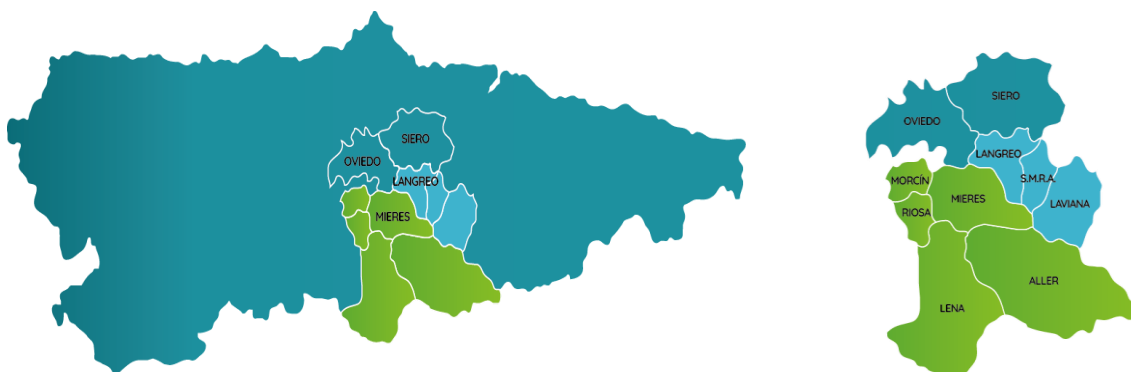 SIERO
OVIEDO
LANGREO
MIERES
SIERO
OVIEDO
LANGREO
S.M.R.A.
MORCÍN
MIERES
LAVIANA
RIOSA
ALLER
LENA